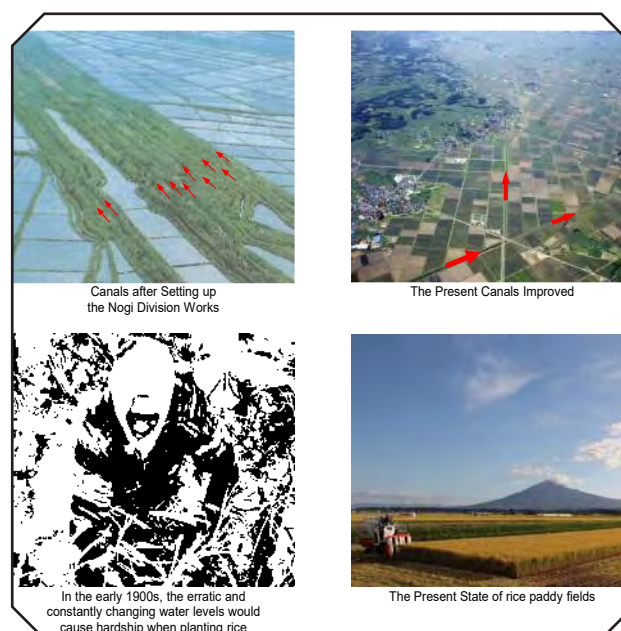 Canals after Setting up
the Nogi Division Works
The Present Canals Improved
In the early 1900s, the erratic and
constantly changing water levels would
cause hardship when planting rice
The Present State of rice paddy fields